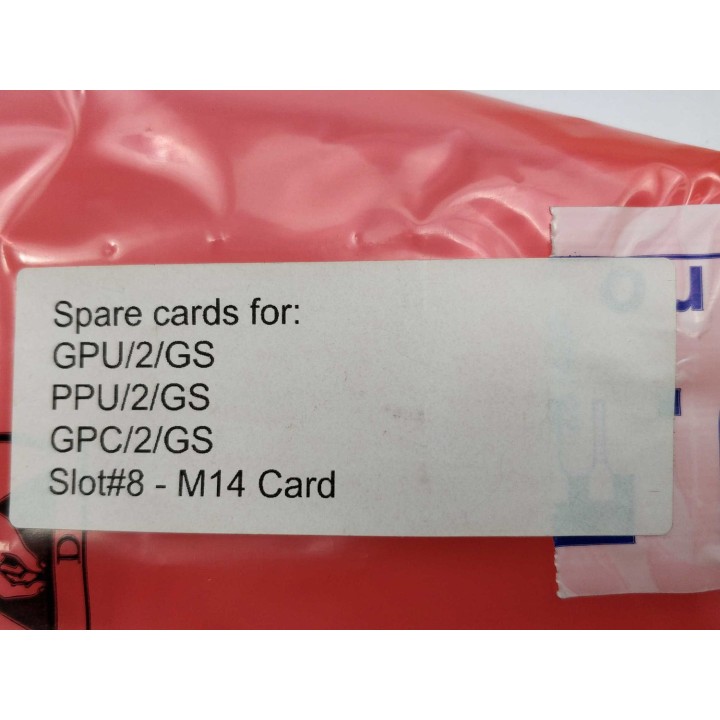 Spare cards for:
GPU/2/GS
PPU/2/GS
GPC/2/GS
Slot#8 - M14 Card